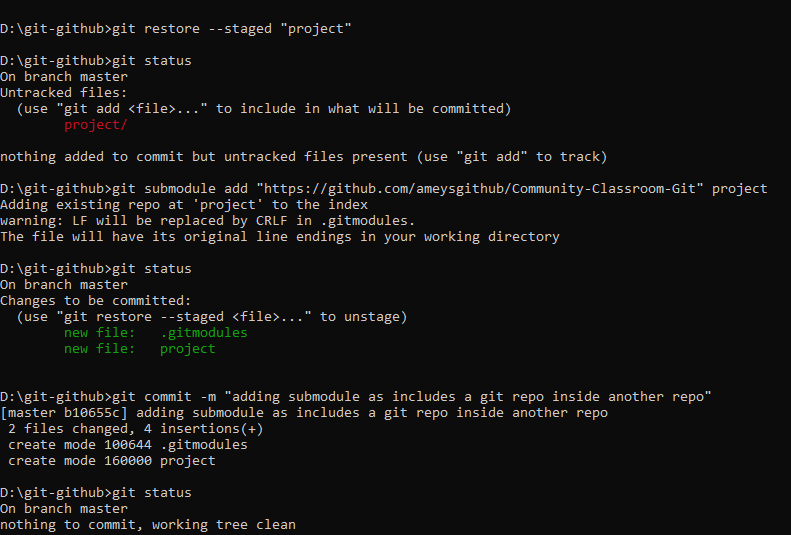 D:\git-github>git restore --staged "project"
D:\git-github>git status
On branch master
Untracked files:
  (use "git add <file>..." to include in what will be committed)
        project/
nothing added to commit but untracked files present (use "git add" to track)
D:\git-github>git submodule add "https://github.com/ameysgithub/Community-Classroom-Git" project
Adding existing repo at 'project' to the index
warning: LF will be replaced by CRLF in .gitmodules.
The file will have its original line endings in your working directory
D:\git-github>git status
On branch master
Changes to be committed:
  (use "git restore --staged <file>..." to unstage)
        new file:   .gitmodules
        new file:   project
D:\git-github>git commit -m "adding submodule as includes a git repo inside another repo"
[master b10655c] adding submodule as includes a git repo inside another repo
 2 files changed, 4 insertions(+)
 create mode 100644 .gitmodules
 create mode 160000 project
D:\git-github>git status
On branch master
nothing to commit, working tree clean